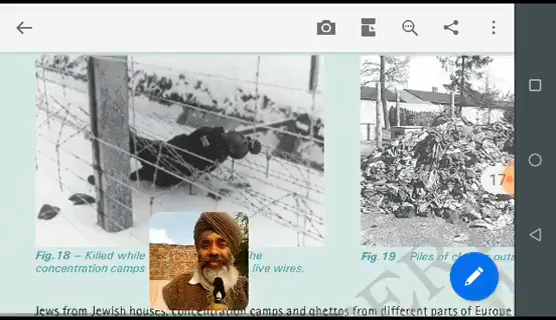 Fig.18 – Killed while
concentration camps
live wires.
Fig.19 Piles of
17
Jews from Jewish houses, concentration camps and ghettos from different parts of Europe